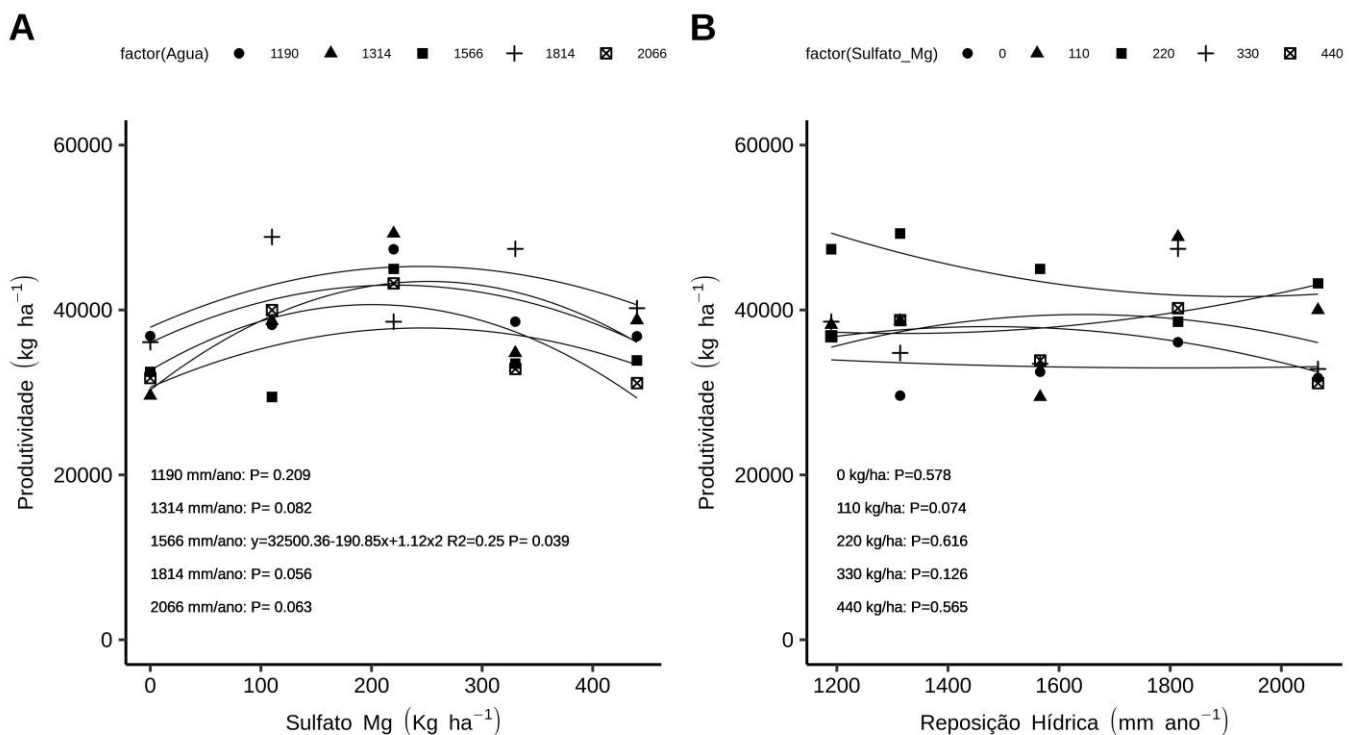 A
factor(Agua) 1190 1314 1566 1814 2066
60000
40000
20000
0
Produtividade (kg ha⁻¹)
1190 mm/ano: P= 0.209
1314 mm/ano: P= 0.082
1566 mm/ano: y=32500.36-190.85x+1.12x2 R2=0.25 P= 0.039
1814 mm/ano: P= 0.056
2066 mm/ano: P= 0.063
0 100 200 300 400
Sulfato Mg (Kg ha⁻¹)
B
factor(Sulfato_Mg) 0 110 220 330 440
60000
40000
20000
0
Produtividade (kg ha⁻¹)
0 kg/ha: P=0.578
110 kg/ha: P=0.074
220 kg/ha: P=0.616
330 kg/ha: P=0.126
440 kg/ha: P=0.565
1200 1400 1600 1800 2000
Reposição Hídrica (mm ano⁻¹)